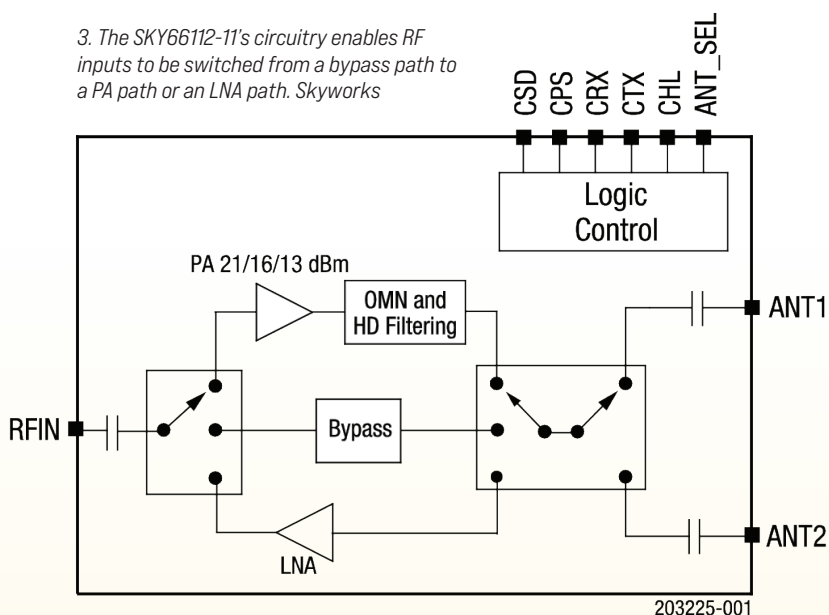 3. The SKY66112-11's circuitry enables RF
inputs to be switched from a bypass path to
a PA path or an LNA path. Skyworks
CSD
CPS
CRX
CTX
CHL
ANT_SEL
Logic
Control
PA 21/16/13 dBm
OMN and
HD Filtering
ANT1
RFIN
Bypass
LNA
ANT2
203225-001